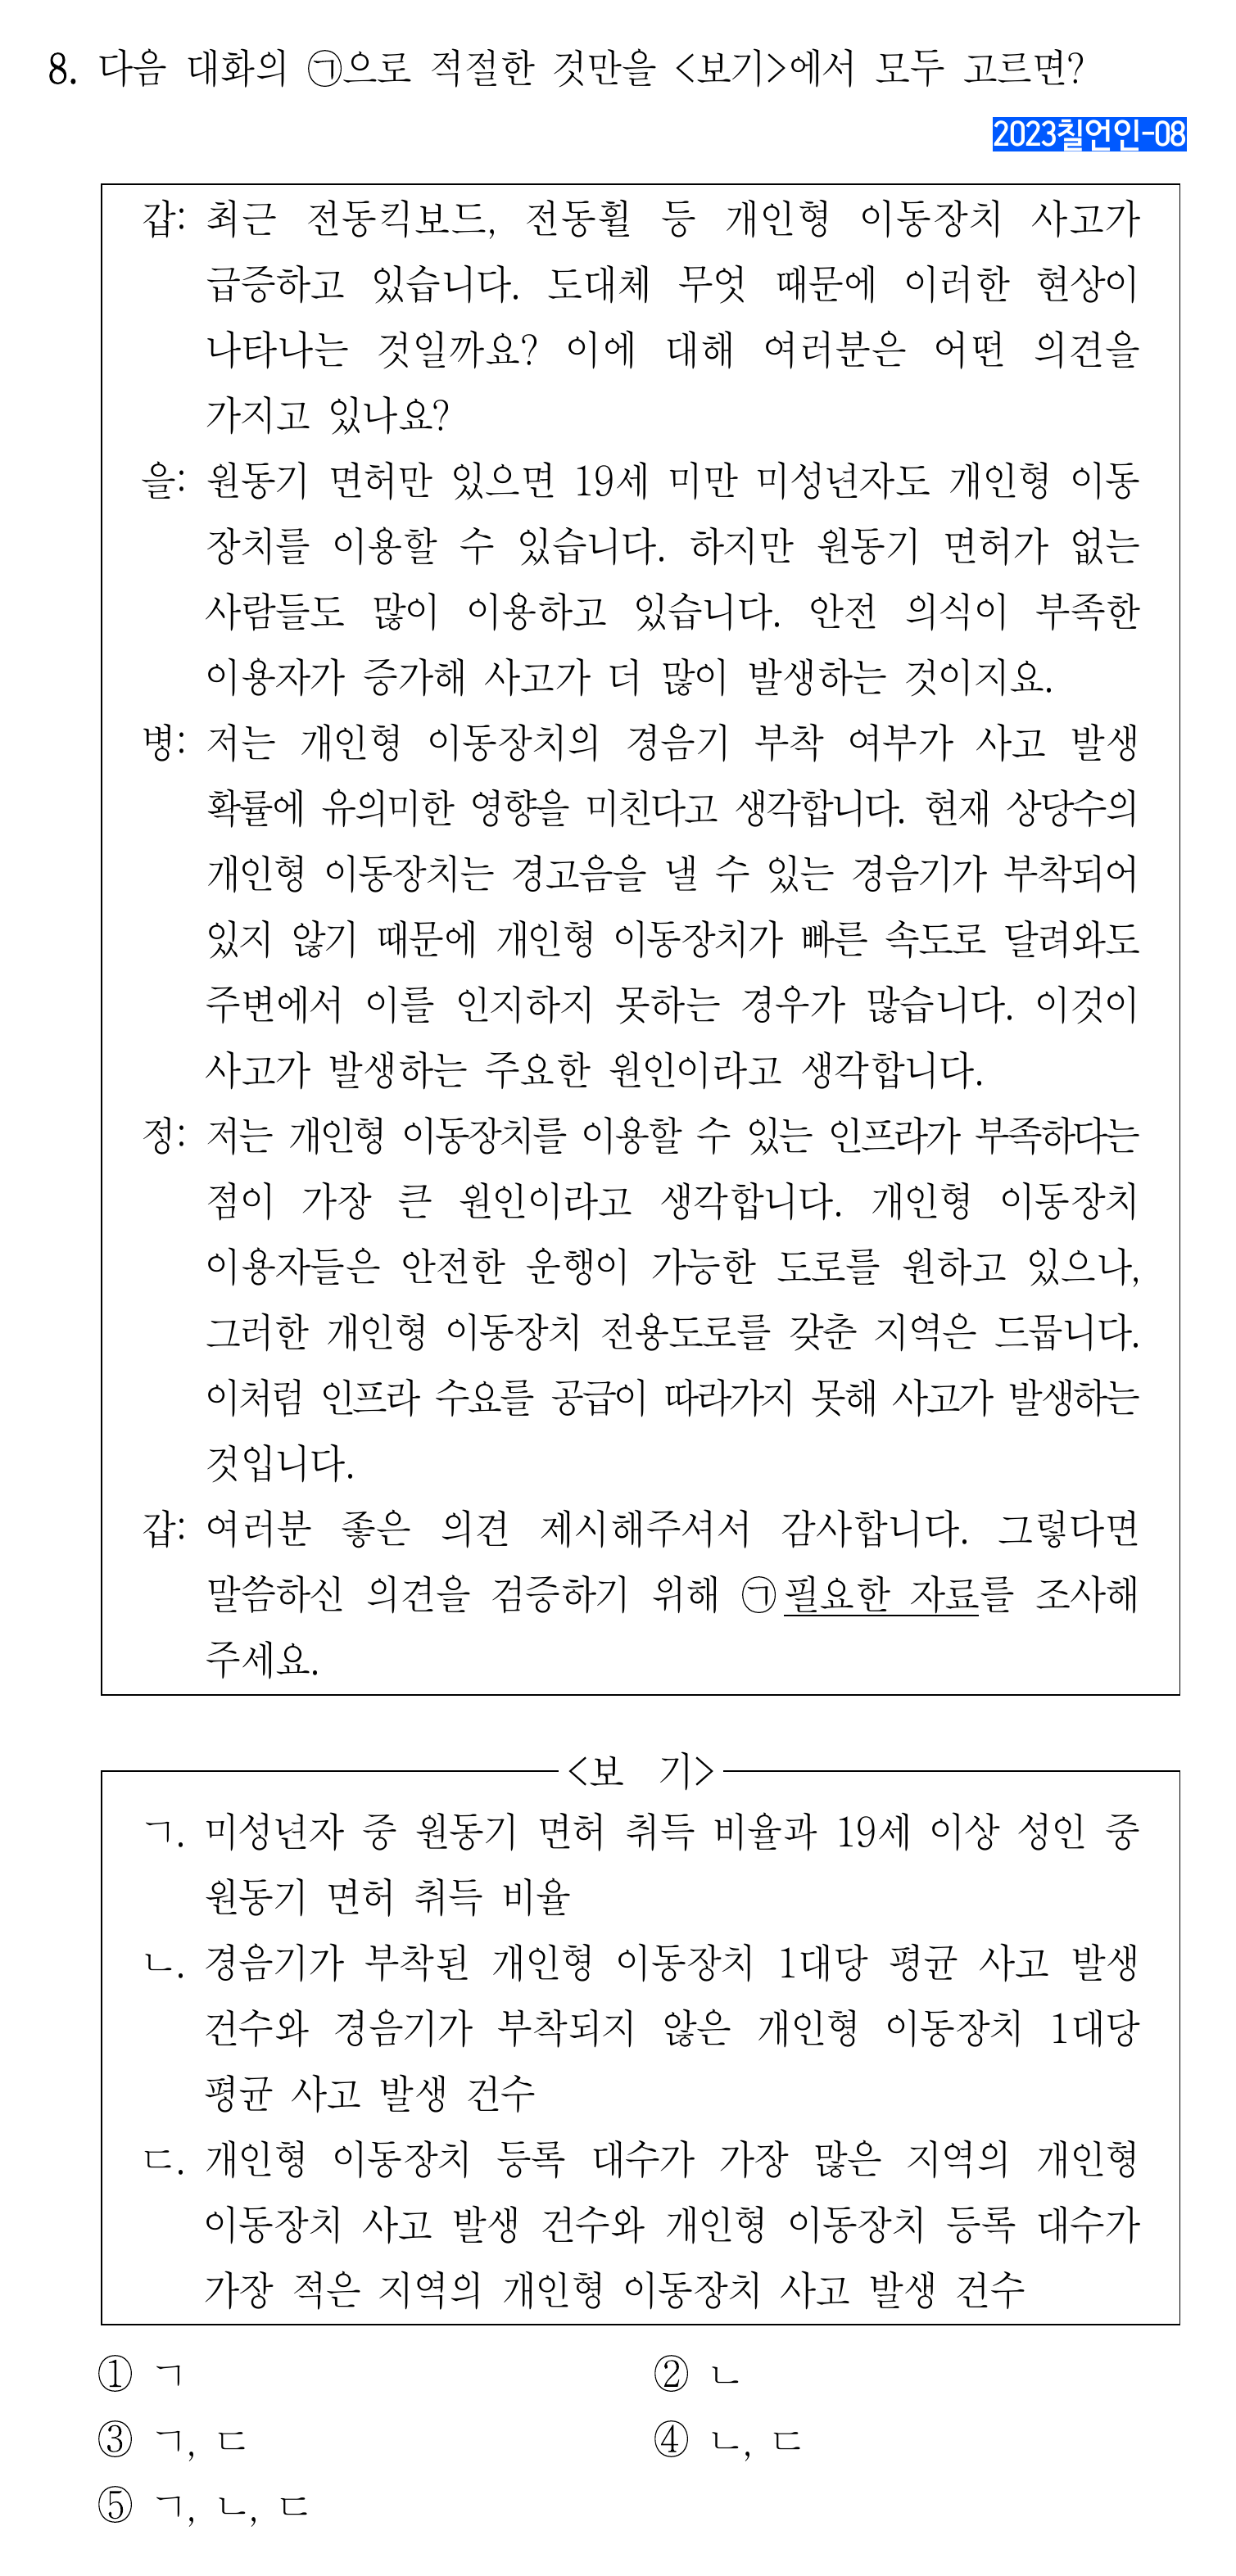 8. 다음 대화의 ㉠으로 적절한 것만을 <보기>에서 모두 고르면?
2023칠언인-08
갑: 최근 전동킥보드, 전동휠 등 개인형 이동장치 사고가
급증하고 있습니다. 도대체 무엇 때문에 이러한 현상이
나타나는 것일까요? 이에 대해 여러분은 어떤 의견을
가지고 있나요?
을: 원동기 면허만 있으면 19세 미만 미성년자도 개인형 이동
장치를 이용할 수 있습니다. 하지만 원동기 면허가 없는
사람들도 많이 이용하고 있습니다. 안전 의식이 부족한
이용자가 증가해 사고가 더 많이 발생하는 것이지요.
병: 저는 개인형 이동장치의 경음기 부착 여부가 사고 발생
확률에 유의미한 영향을 미친다고 생각합니다. 현재 상당수의
개인형 이동장치는 경고음을 낼 수 있는 경음기가 부착되어
있지 않기 때문에 개인형 이동장치가 빠른 속도로 달려와도
주변에서 이를 인지하지 못하는 경우가 많습니다. 이것이
사고가 발생하는 주요한 원인이라고 생각합니다.
정: 저는 개인형 이동장치를 이용할 수 있는 인프라가 부족하다는
점이 가장 큰 원인이라고 생각합니다. 개인형 이동장치
이용자들은 안전한 운행이 가능한 도로를 원하고 있으나,
그러한 개인형 이동장치 전용도로를 갖춘 지역은 드뭅니다.
이처럼 인프라 수요를 공급이 따라가지 못해 사고가 발생하는
것입니다.
갑: 여러분 좋은 의견 제시해주셔서 감사합니다. 그렇다면
말씀하신 의견을 검증하기 위해 ㉠필요한 자료를 조사해
주세요.
<보 기>
ㄱ. 미성년자 중 원동기 면허 취득 비율과 19세 이상 성인 중
원동기 면허 취득 비율
ㄴ. 경음기가 부착된 개인형 이동장치 1대당 평균 사고 발생
건수와 경음기가 부착되지 않은 개인형 이동장치 1대당
평균 사고 발생 건수
ㄷ. 개인형 이동장치 등록 대수가 가장 많은 지역의 개인형
이동장치 사고 발생 건수와 개인형 이동장치 등록 대수가
가장 적은 지역의 개인형 이동장치 사고 발생 건수
① ㄱ ② ㄴ
③ ㄱ, ㄷ ④ ㄴ, ㄷ
⑤ ㄱ, ㄴ, ㄷ